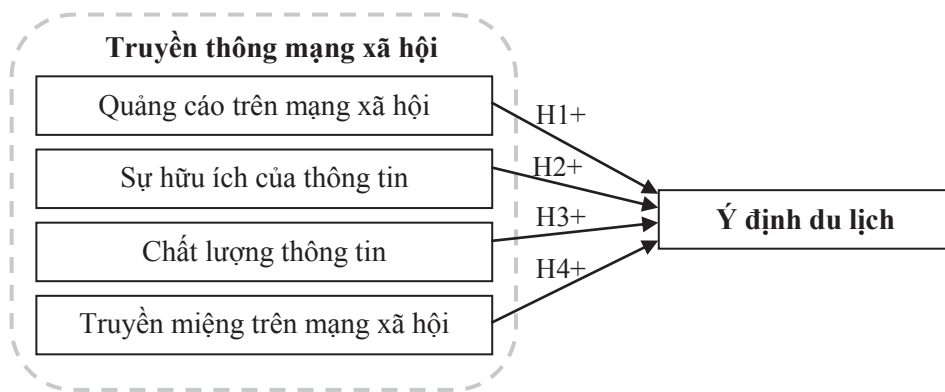 Truyền thông mạng xã hội
Quảng cáo trên mạng xã hội
H1+
Sự hữu ích của thông tin
H2+
Ý định du lịch
H3+
Chất lượng thông tin
H4+
Truyền miệng trên mạng xã hội